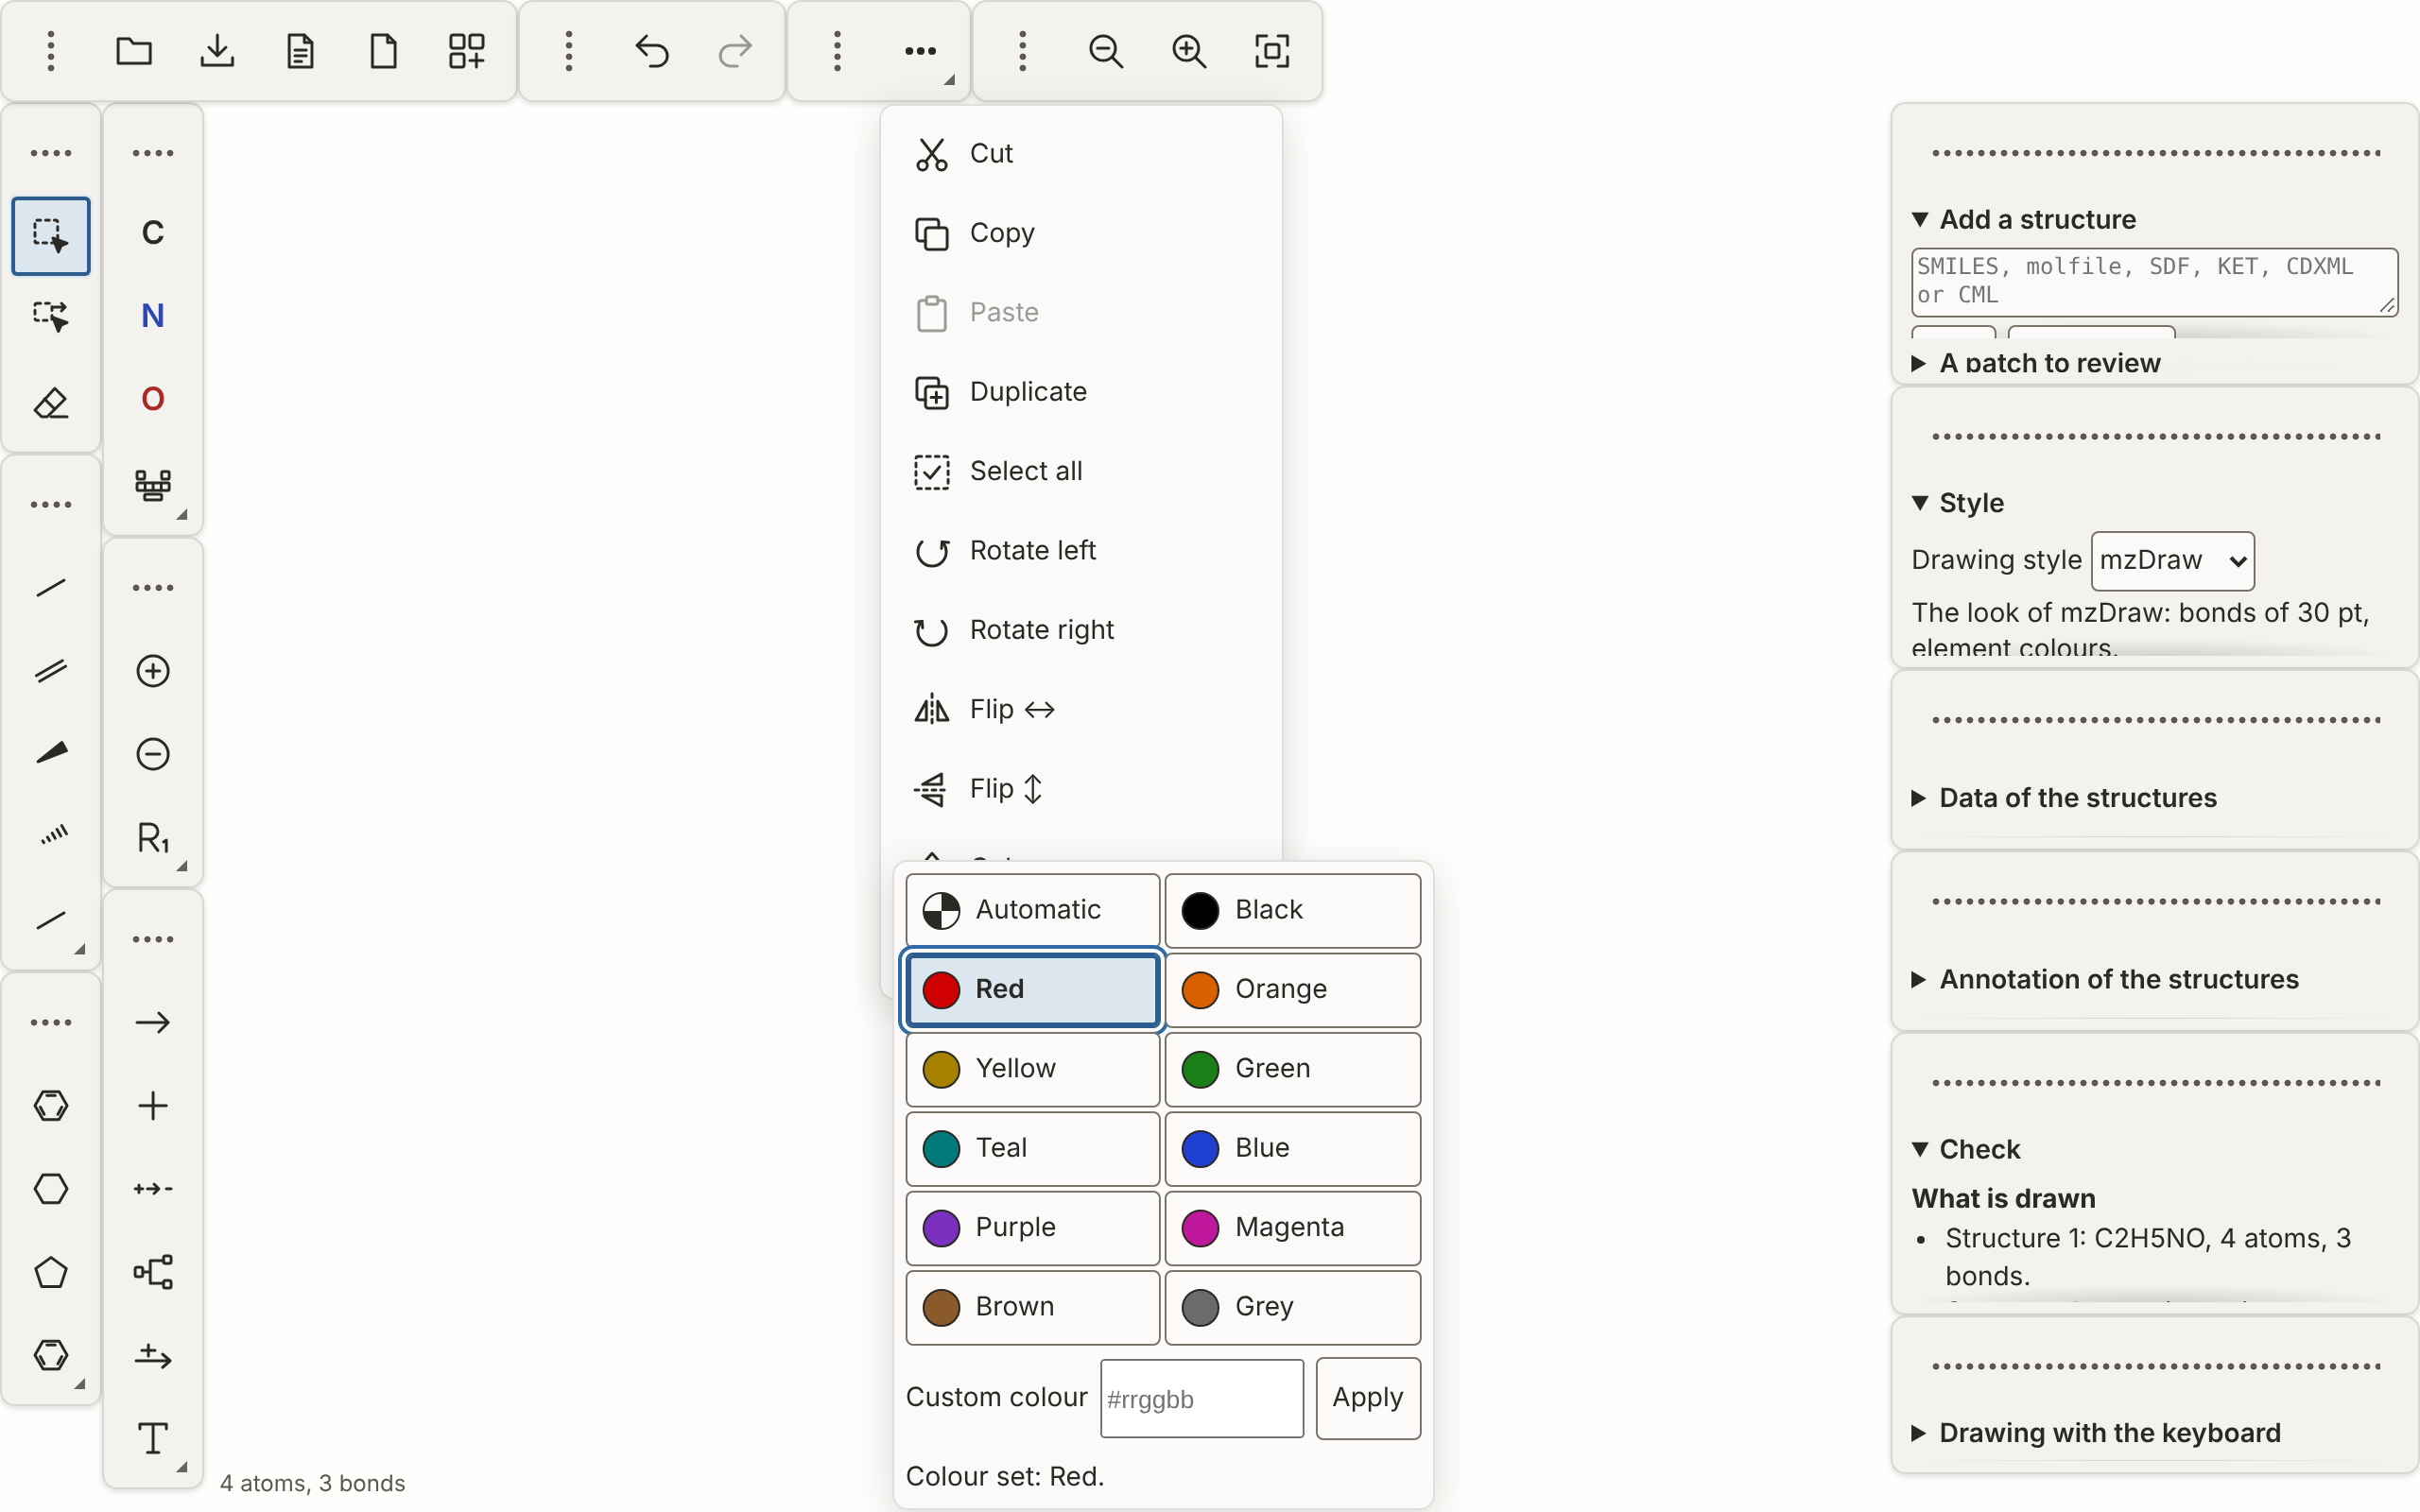 C
N
O
R1
T
4 atoms, 3 bonds
Cut
Copy
Paste
Duplicate
Select all
Rotate left
Rotate right
Flip ↔
Flip ↕
Automatic
Black
Red
Orange
Yellow
Green
Teal
Blue
Purple
Magenta
Brown
Grey
Custom colour #rrggbb Apply
Colour set: Red.
Add a structure
SMILES, molfile, SDF, KET, CDXML
or CML
A patch to review
Style
Drawing style mzDraw
The look of mzDraw: bonds of 30 pt,
element colours.
Data of the structures
Annotation of the structures
Check
What is drawn
• Structure 1: C2H5NO, 4 atoms, 3
bonds.
Drawing with the keyboard